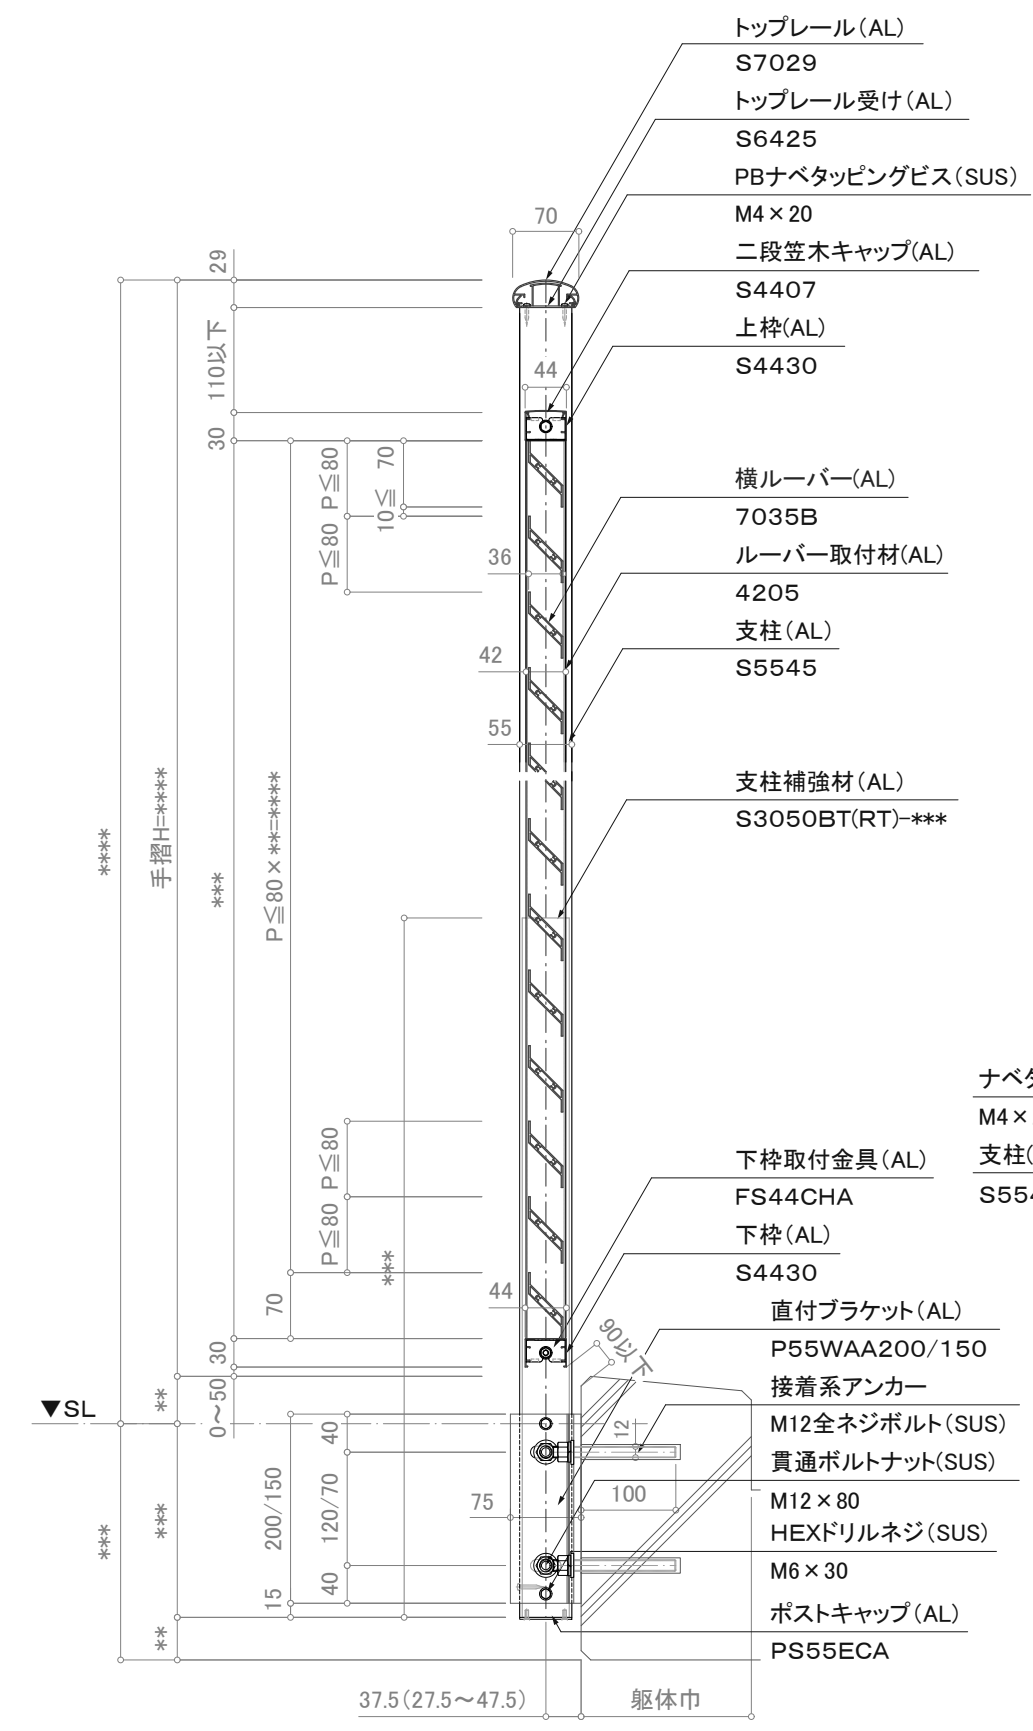 トップレール(AL)
S7029
トップレール受け(AL)
S6425
PBナベタッピングビス(SUS)
M4×20
二段笠木キャップ(AL)
S4407
上枠(AL)
S4430
横ルーバー(AL)
7035B
ルーバー取付材(AL)
4205
支柱(AL)
S5545
支柱補強材(AL)
S3050BT(RT)-***
ナベタ
M4×
支柱(
S554
下枠取付金具(AL)
FS44CHA
下枠(AL)
S4430
直付ブラケット(AL)
P55WAA200/150
接着系アンカー
M12全ネジボルト(SUS)
貫通ボルトナット(SUS)
M12×80
HEXドリルネジ(SUS)
M6×30
ポストキャップ(AL)
PS55ECA
70
29
110以下
44
30
P≦80
70
10≦
P≦80
36
42
55
****
手摺H=****
***
P≦80×**=****
P≦80
P≦80
***
70
44
30
90以下
▼SL
**
0~50
40
12
200/150
120/70
75
100
***
***
40
15
**
37.5(27.5~47.5)
躯体巾